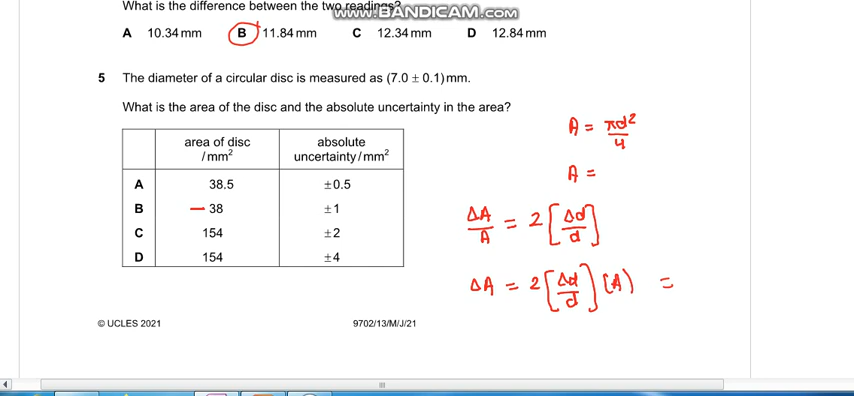 What is the difference between the two readings?
www.BANDICAM.com
A 10.34 mm B 11.84 mm C 12.34 mm D 12.84 mm
5 The diameter of a circular disc is measured as (7.0 ± 0.1) mm.
What is the area of the disc and the absolute uncertainty in the area?
area of disc /mm² absolute uncertainty/mm²
A 38.5 ±0.5
B 38 ±1
C 154 ±2
D 154 ±4
A = πd²/4
A =
ΔA/A = 2[Δd/d]
ΔA = 2[Δd/d](A) =
© UCLES 2021 9702/13/M/J/21